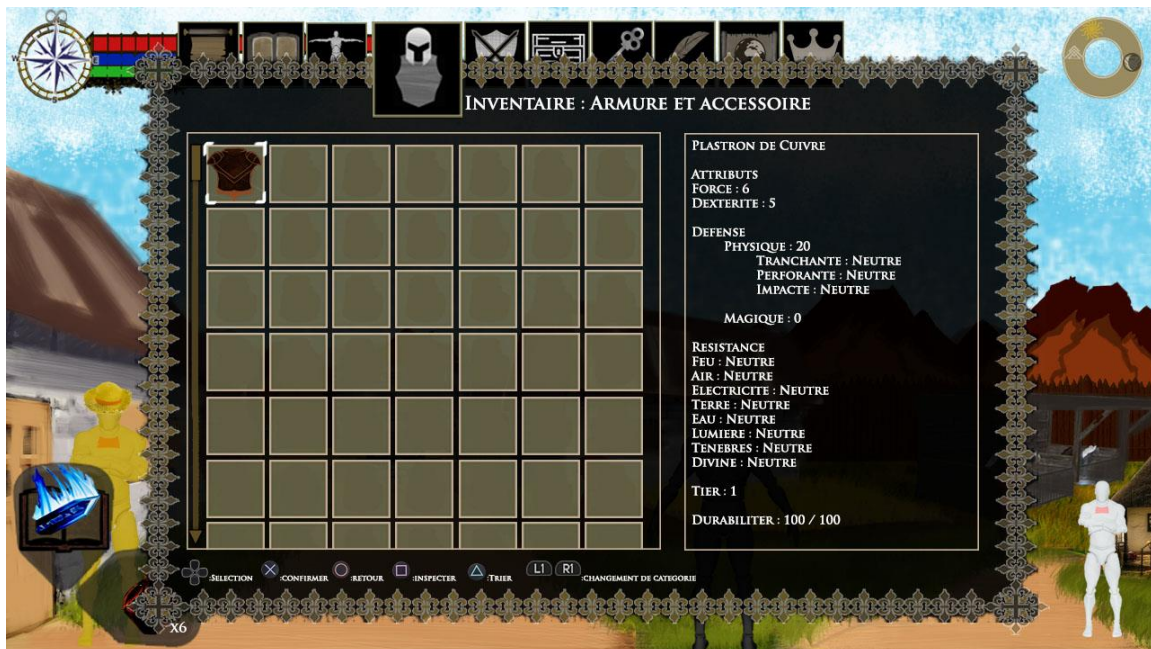 W
E
Inventaire : Armure et accessoire
Plastron de Cuivre
Attributs
Force : 6
Dexterite : 5
Defense
Physique : 20
Tranchante : Neutre
Perforante : Neutre
Impacte : Neutre
Magique : 0
Resistance
Feu : Neutre
Air : Neutre
Electricite : Neutre
Terre : Neutre
Eau : Neutre
Lumiere : Neutre
Tenebres : Neutre
Divine : Neutre
Tier : 1
Durabiliter : 100 / 100
:Selection :confirmer :retour :inspecter :Trier L1 R1 :changement de categorie
x6